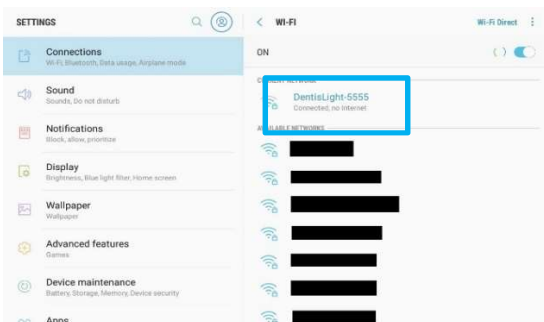 SETTINGS
Connections
Wi-Fi, Bluetooth, Data usage, Airplane mode
Sound
Sounds, Do not disturb
Notifications
Block, allow, prioritize
Display
Brightness, Blue light filter, Home screen
Wallpaper
Wallpaper
Advanced features
Games
Device maintenance
Battery, Storage, Memory, Device security
Apps
WI-FI
Wi-Fi Direct
ON
CURRENT NETWORK
DentisLight-5555
Connected, no Internet
AVAILABLE NETWORKS